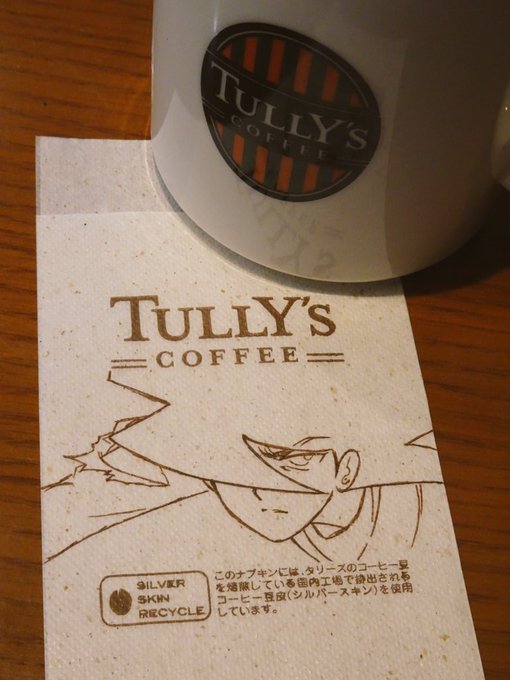 TULLY'S
COFFEE
TULLY'S
COFFEE
SILVER
SKIN
RECYCLE
このナプキンには、タリーズのコーヒー豆
を焙煎している国内工場で排出される
コーヒー豆皮(シルバースキン)を使用
しています。